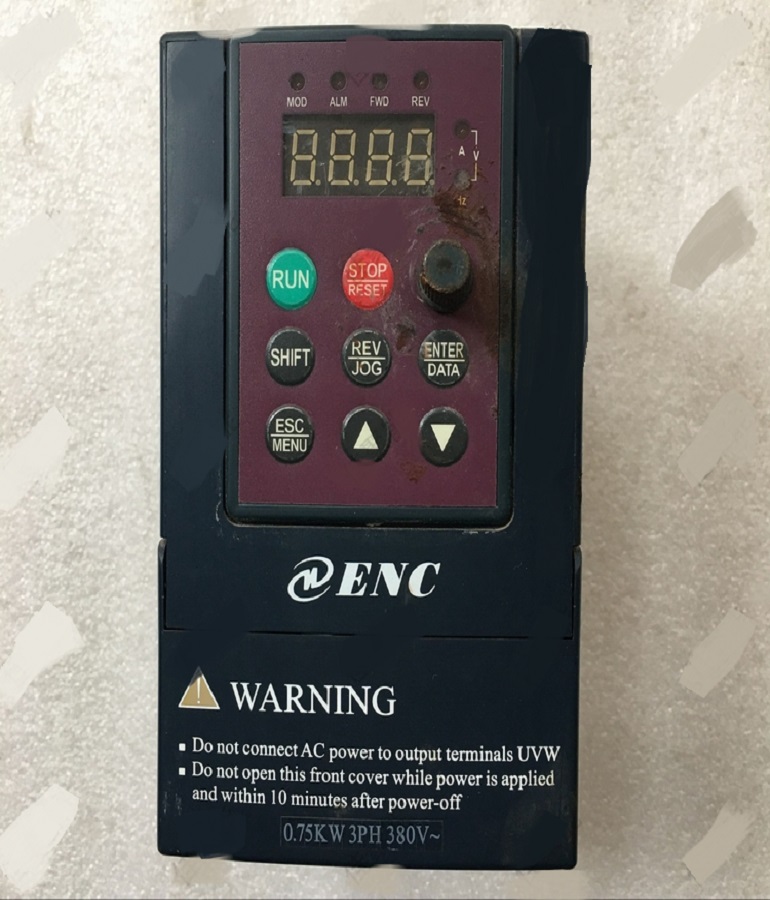 MOD ALM FWD REV
8.8.8.8.
A V
Hz
RUN STOP RESET
SHIFT REV JOG ENTER DATA
ESC MENU
ENC
WARNING
Do not connect AC power to output terminals UVW
Do not open this front cover while power is applied
and within 10 minutes after power-off
0.75KW 3PH 380V~